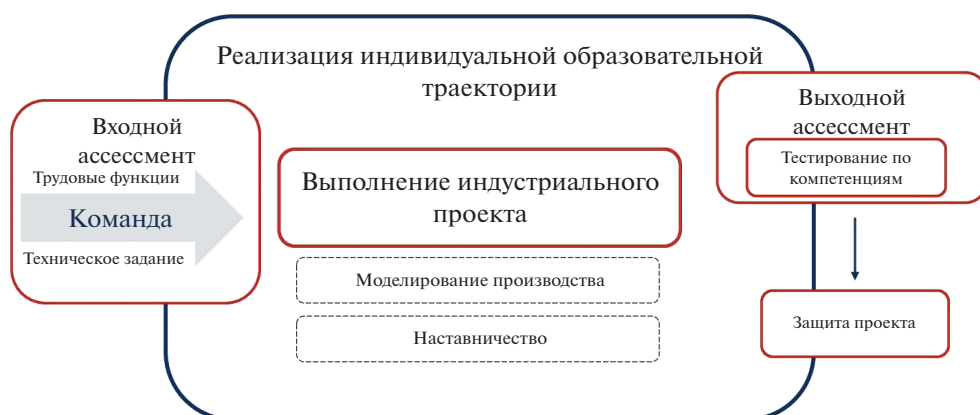 Реализация индивидуальной образовательной
траектории
Входной
ассессмент
Трудовые функции
Команда
Техническое задание
Выполнение индустриального
проекта
Моделирование производства
Наставничество
Выходной
ассессмент
Тестирование по
компетенциям
Защита проекта